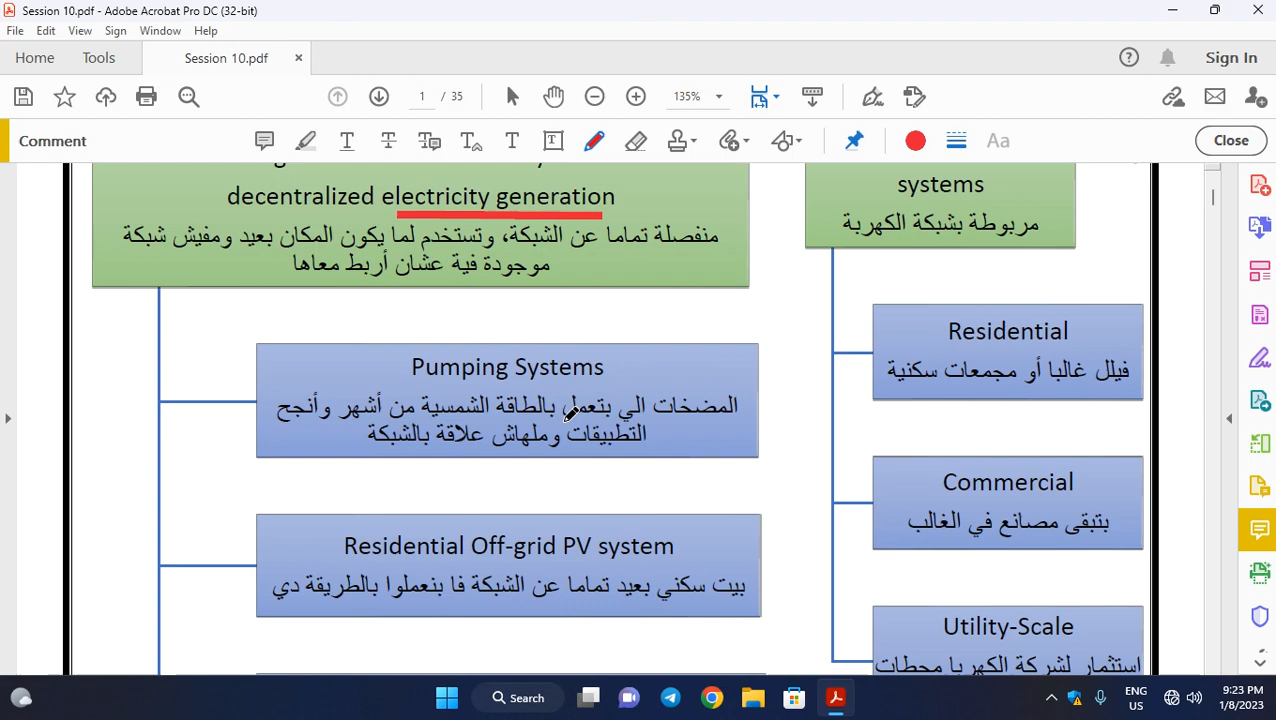 Session 10.pdf - Adobe Acrobat Pro DC (32-bit)
File Edit View Sign Window Help
Home Tools Session 10.pdf Sign In
1 / 35 135%
Comment Close
decentralized electricity generation
منفصلة تماما عن الشبكة، وتستخدم لما يكون المكان بعيد ومفيش شبكة
موجودة فية عشان أربط معاها
systems
مربوطة بشبكة الكهربة
Pumping Systems
المضخات الي بتعمل بالطاقة الشمسية من أشهر وأنجح
التطبيقات وملهاش علاقة بالشبكة
Residential
فيلل غالبا أو مجمعات سكنية
Commercial
بتبقى مصانع في الغالب
Residential Off-grid PV system
بيت سكني بعيد تماما عن الشبكة فا بنعملوا بالطريقة دي
Utility-Scale
استثمار لشركة الكهربا محطات
Search
ENG
US
9:23 PM
1/8/2023